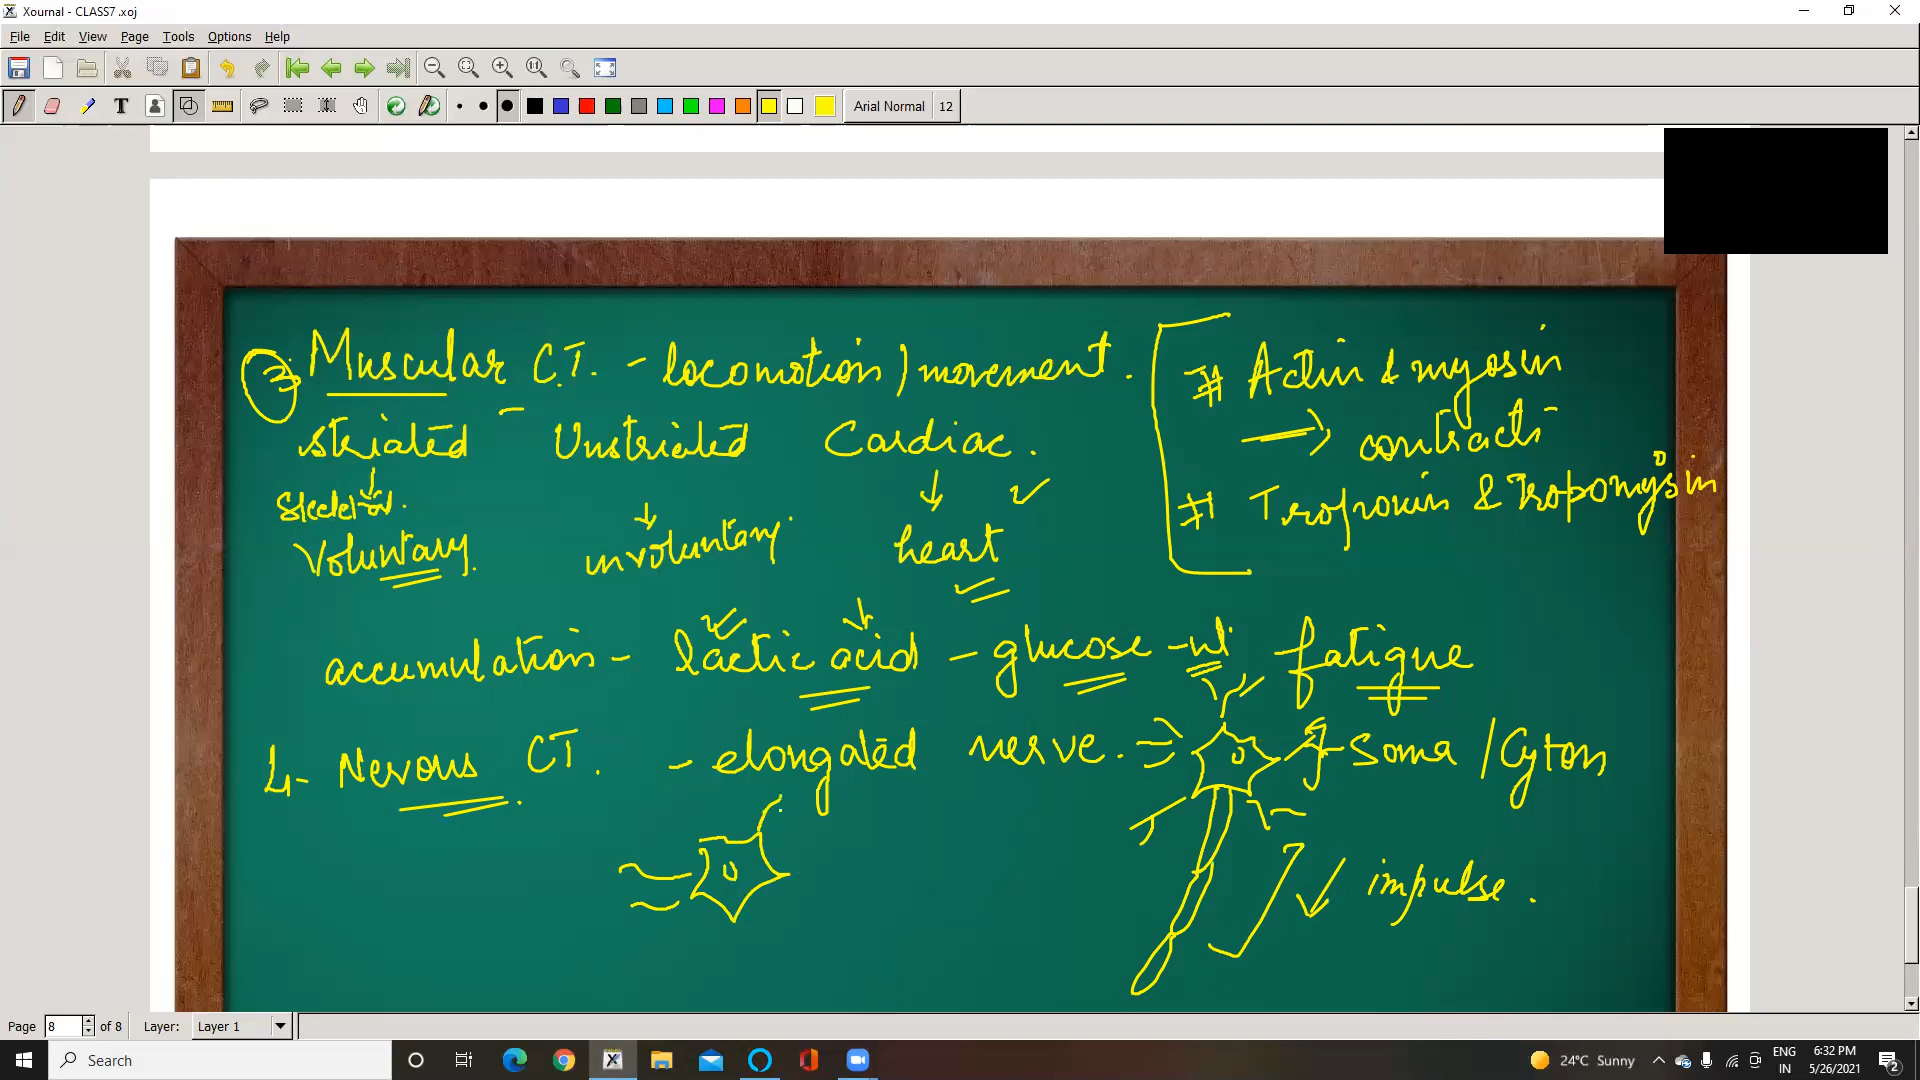 Xournal - CLASS7 .xoj
File Edit View Page Tools Options Help
Arial Normal 12
3 Muscular C.T. - locomotion / movement.
Striated Unstriated Cardiac.
Skeletal.
Voluntary. involuntary. heart
# Actin & myosin
→ contracts
# Troponin & Tropomyosin
accumulation - lactic acid - glucose - fatigue
4- Nervous CT. - elongated nerve. Soma / Cyton
impulse.
Page 8 of 8 Layer: Layer 1
Search
24°C Sunny
ENG
IN
6:32 PM
5/26/2021
2